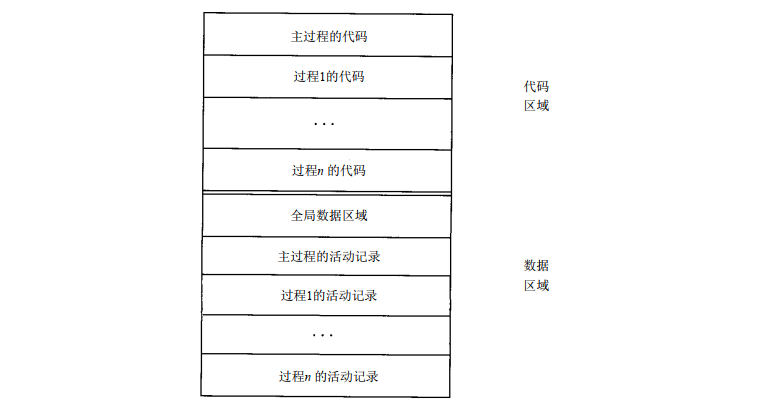 主过程的代码
过程1的代码
代码
区域
...
过程n 的代码
全局数据区域
主过程的活动记录
数据
区域
过程1的活动记录
...
过程n 的活动记录